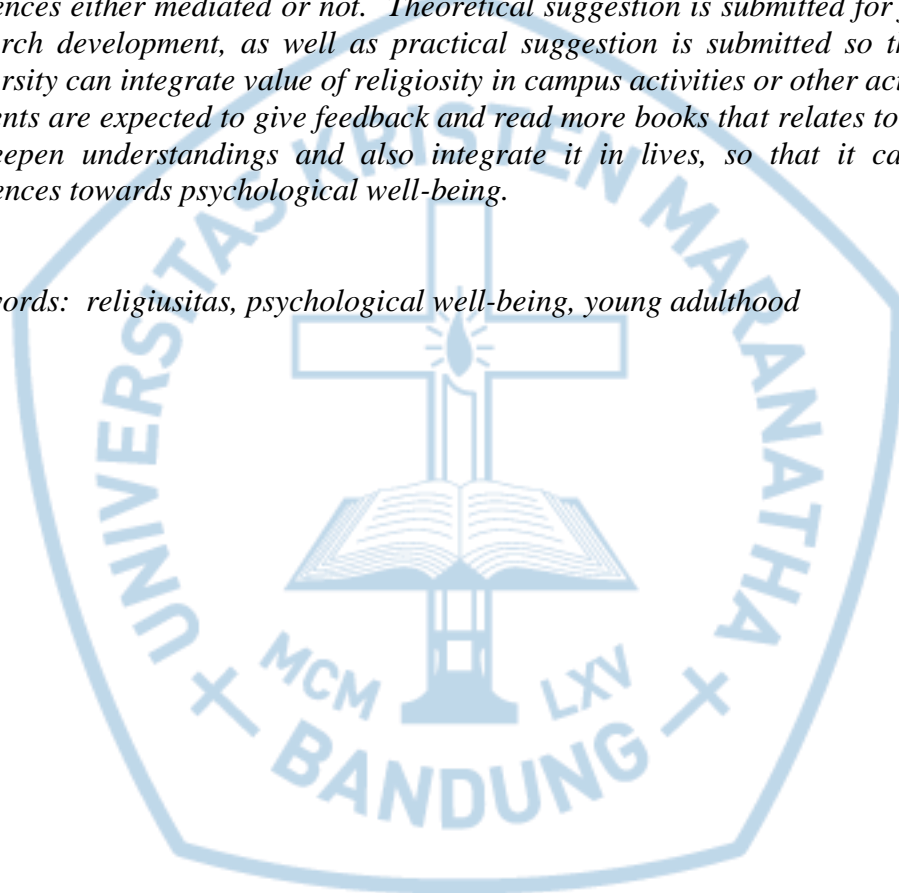 ences either mediated or not. Theoretical suggestion is submitted for
rch development, as well as practical suggestion is submitted so th
rsity can integrate value of religiosity in campus activities or other act
ents are expected to give feedback and read more books that relates to
eepen understandings and also integrate it in lives, so that it ca
ences towards psychological well-being.
ords: religiusitas, psychological well-being, young adulthood
UNIVERSITAS KRISTEN MARANATHA
MCM LXV
BANDUNG